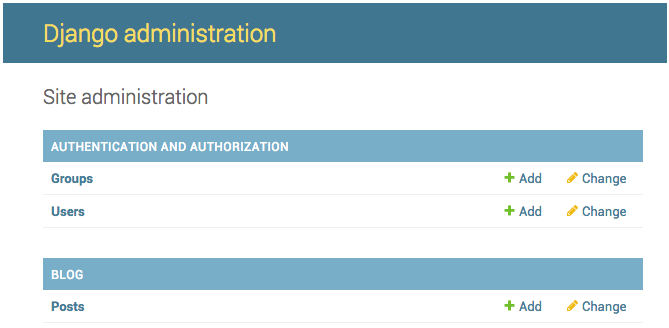 Django administration
Site administration
AUTHENTICATION AND AUTHORIZATION
Groups Add Change
Users Add Change
BLOG
Posts Add Change